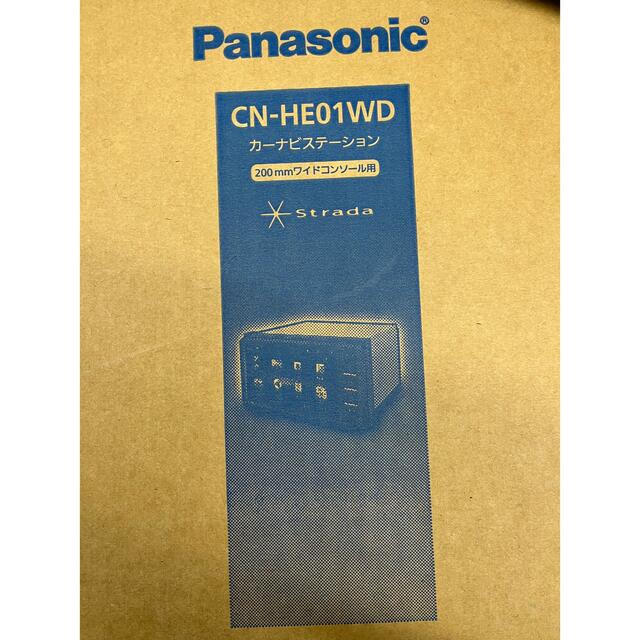 Panasonic®
CN-HE01WD
カーナビステーション
200mmワイドコンソール用
Strada